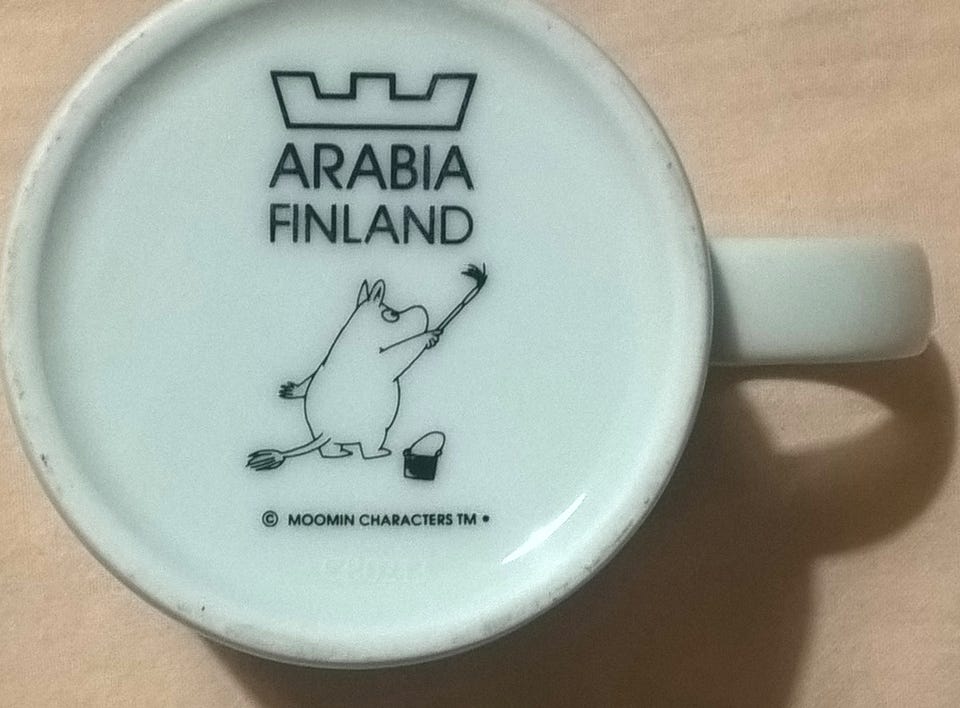 ARABIA
FINLAND
© MOOMIN CHARACTERS TM •